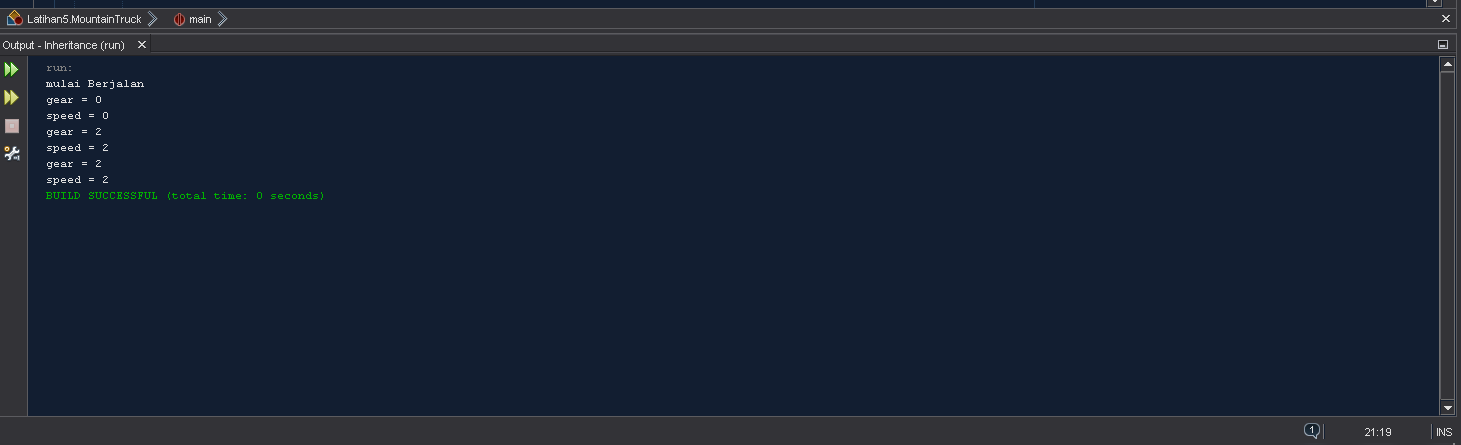 Latihan5.MountainTruck main
Output - Inheritance (run)
run:
mulai Berjalan
gear = 0
speed = 0
gear = 2
speed = 2
gear = 2
speed = 2
BUILD SUCCESSFUL (total time: 0 seconds)
1 21:19 INS